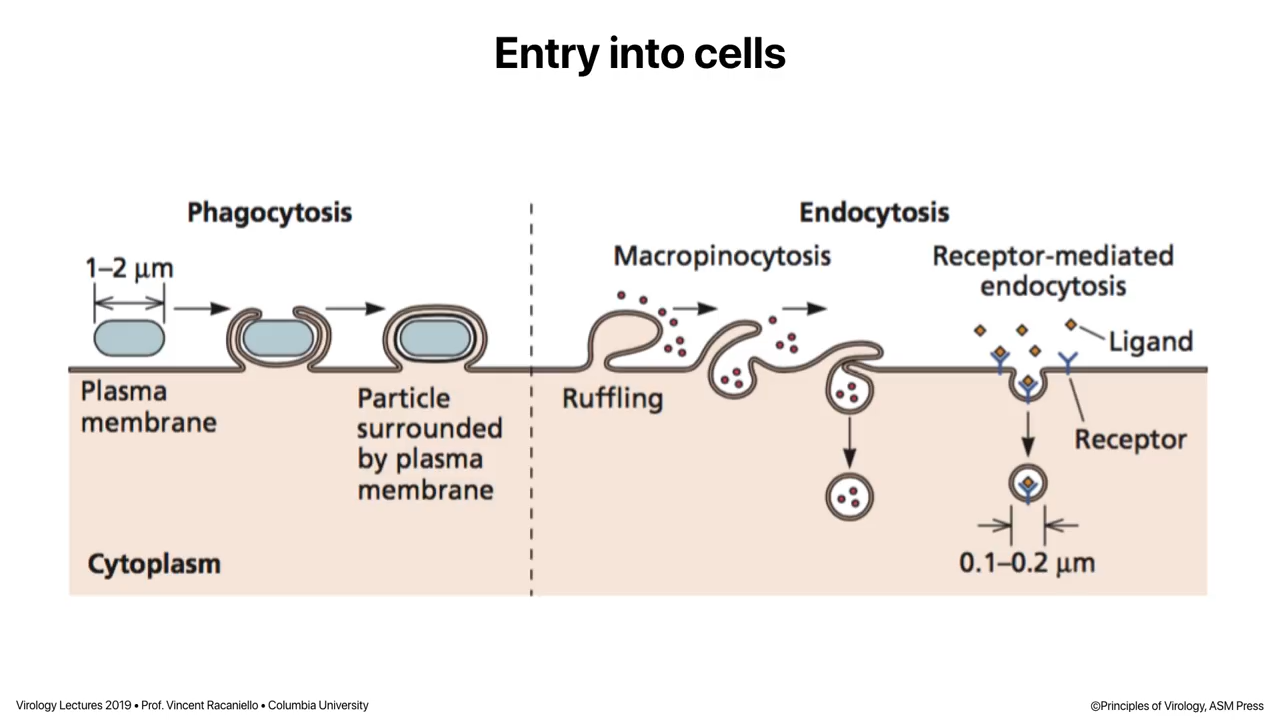 Entry into cells
Phagocytosis
1–2 μm
Plasma
membrane
Particle
surrounded
by plasma
membrane
Cytoplasm
Endocytosis
Macropinocytosis
Ruffling
Receptor-mediated
endocytosis
Ligand
Receptor
0.1–0.2 μm
Virology Lectures 2019 • Prof. Vincent Racaniello • Columbia University
©Principles of Virology, ASM Press